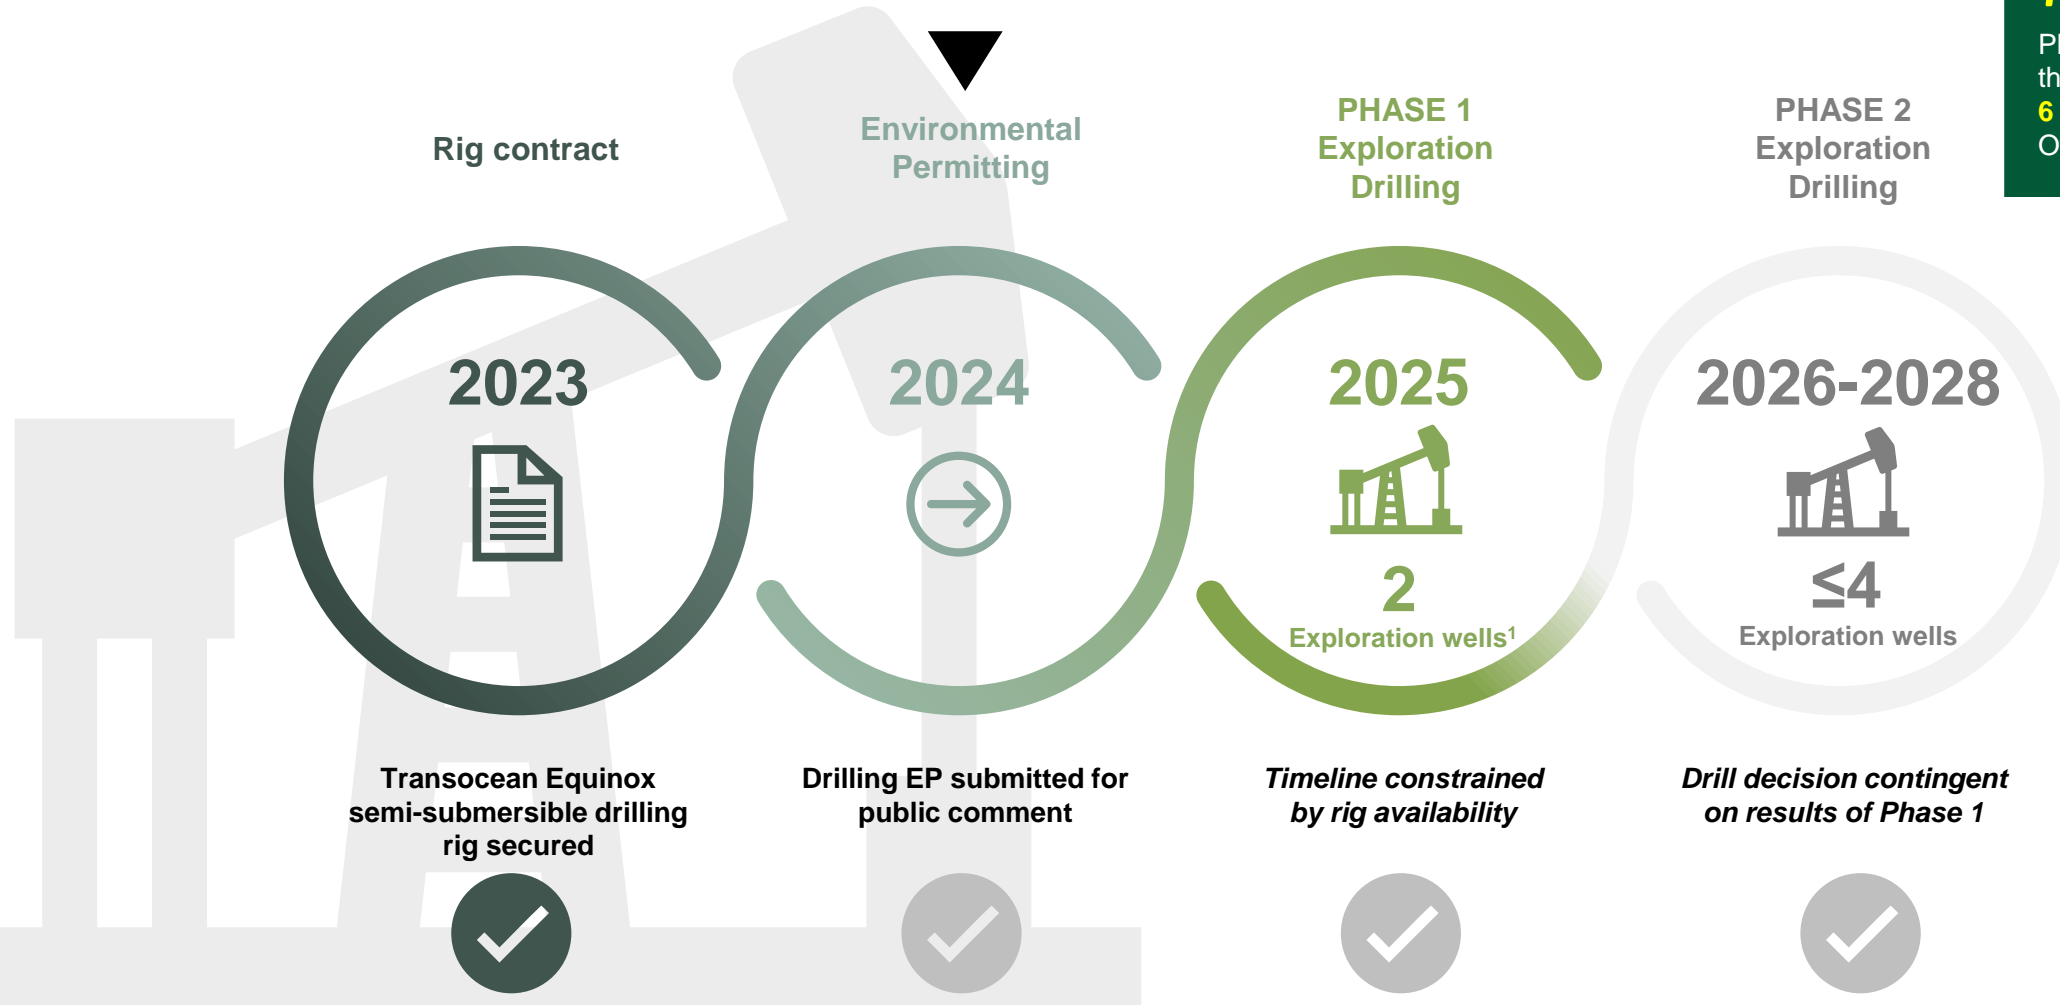 Rig contract
Environmental
Permitting
PHASE 1
Exploration
Drilling
PHASE 2
Exploration
Drilling
6
2023
2024
2025
2026-2028
2
Exploration wells¹
≤4
Exploration wells
Transocean Equinox
semi-submersible drilling
rig secured
Drilling EP submitted for
public comment
Timeline constrained
by rig availability
Drill decision contingent
on results of Phase 1